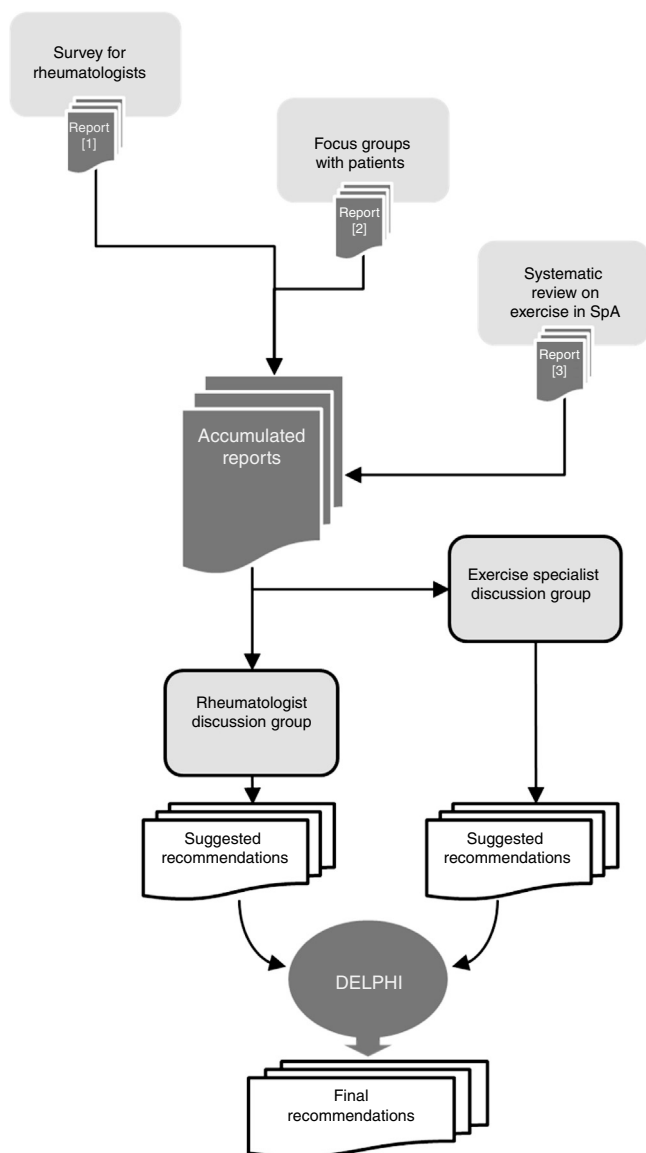 Survey for
rheumatologists
Report
[1]
Focus groups
with patients
Report
[2]
Systematic
review on
exercise in SpA
Report
[3]
Accumulated
reports
Exercise specialist
discussion group
Rheumatologist
discussion group
Suggested
recommendations
Suggested
recommendations
DELPHI
Final
recommendations